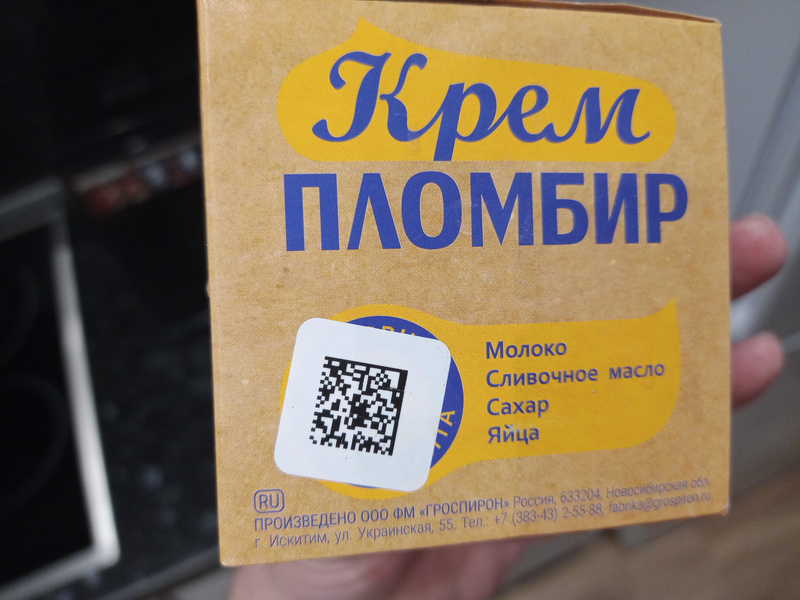 Крем
ПЛОМБИР
Молоко
Сливочное масло
Сахар
Яйца
RU
ПРОИЗВЕДЕНО ООО ФМ «ГРОСПИРОН» Россия, 633204, Новосибирская обл.
г. Искитим, ул. Украинская, 55. Тел.: +7 (383-43) 2-55-88, fabrika@grospiron.ru.